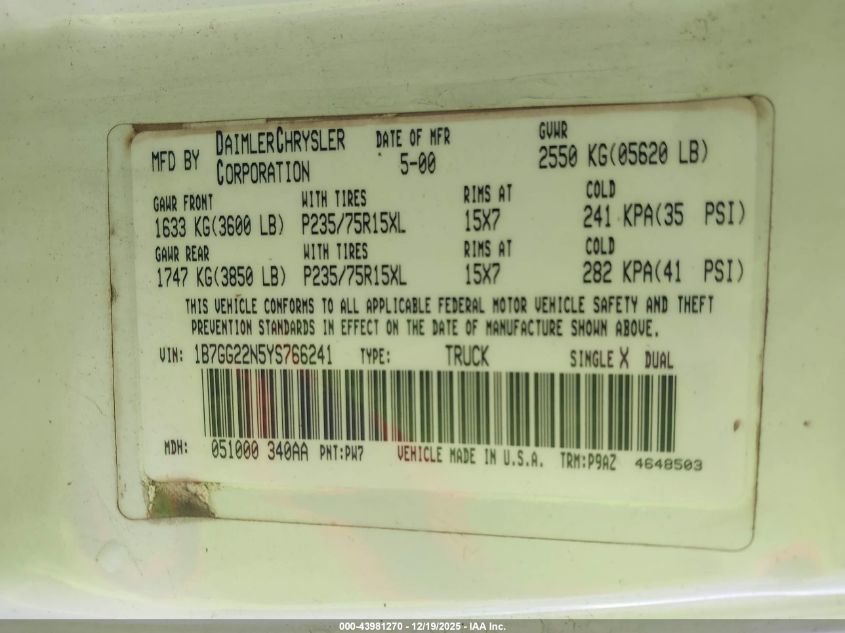 MFD BY DAIMLERCHRYSLER CORPORATION DATE OF MFR 5-00 GVWR 2550 KG(05620 LB)
GAWR FRONT WITH TIRES RIMS AT COLD
1633 KG(3600 LB) P235/75R15XL 15X7 241 KPA(35 PSI)
GAWR REAR WITH TIRES RIMS AT COLD
1747 KG(3850 LB) P235/75R15XL 15X7 282 KPA(41 PSI)
THIS VEHICLE CONFORMS TO ALL APPLICABLE FEDERAL MOTOR VEHICLE SAFETY AND THEFT
PREVENTION STANDARDS IN EFFECT ON THE DATE OF MANUFACTURE SHOWN ABOVE.
VIN: 1B7GG22N5YS766241 TYPE: TRUCK SINGLE X DUAL
MDH: 051000 340AA PNT:PW7 VEHICLE MADE IN U.S.A. TRM:P9AZ 4648503
000-43981270 - 12/19/2025 - IAA Inc.